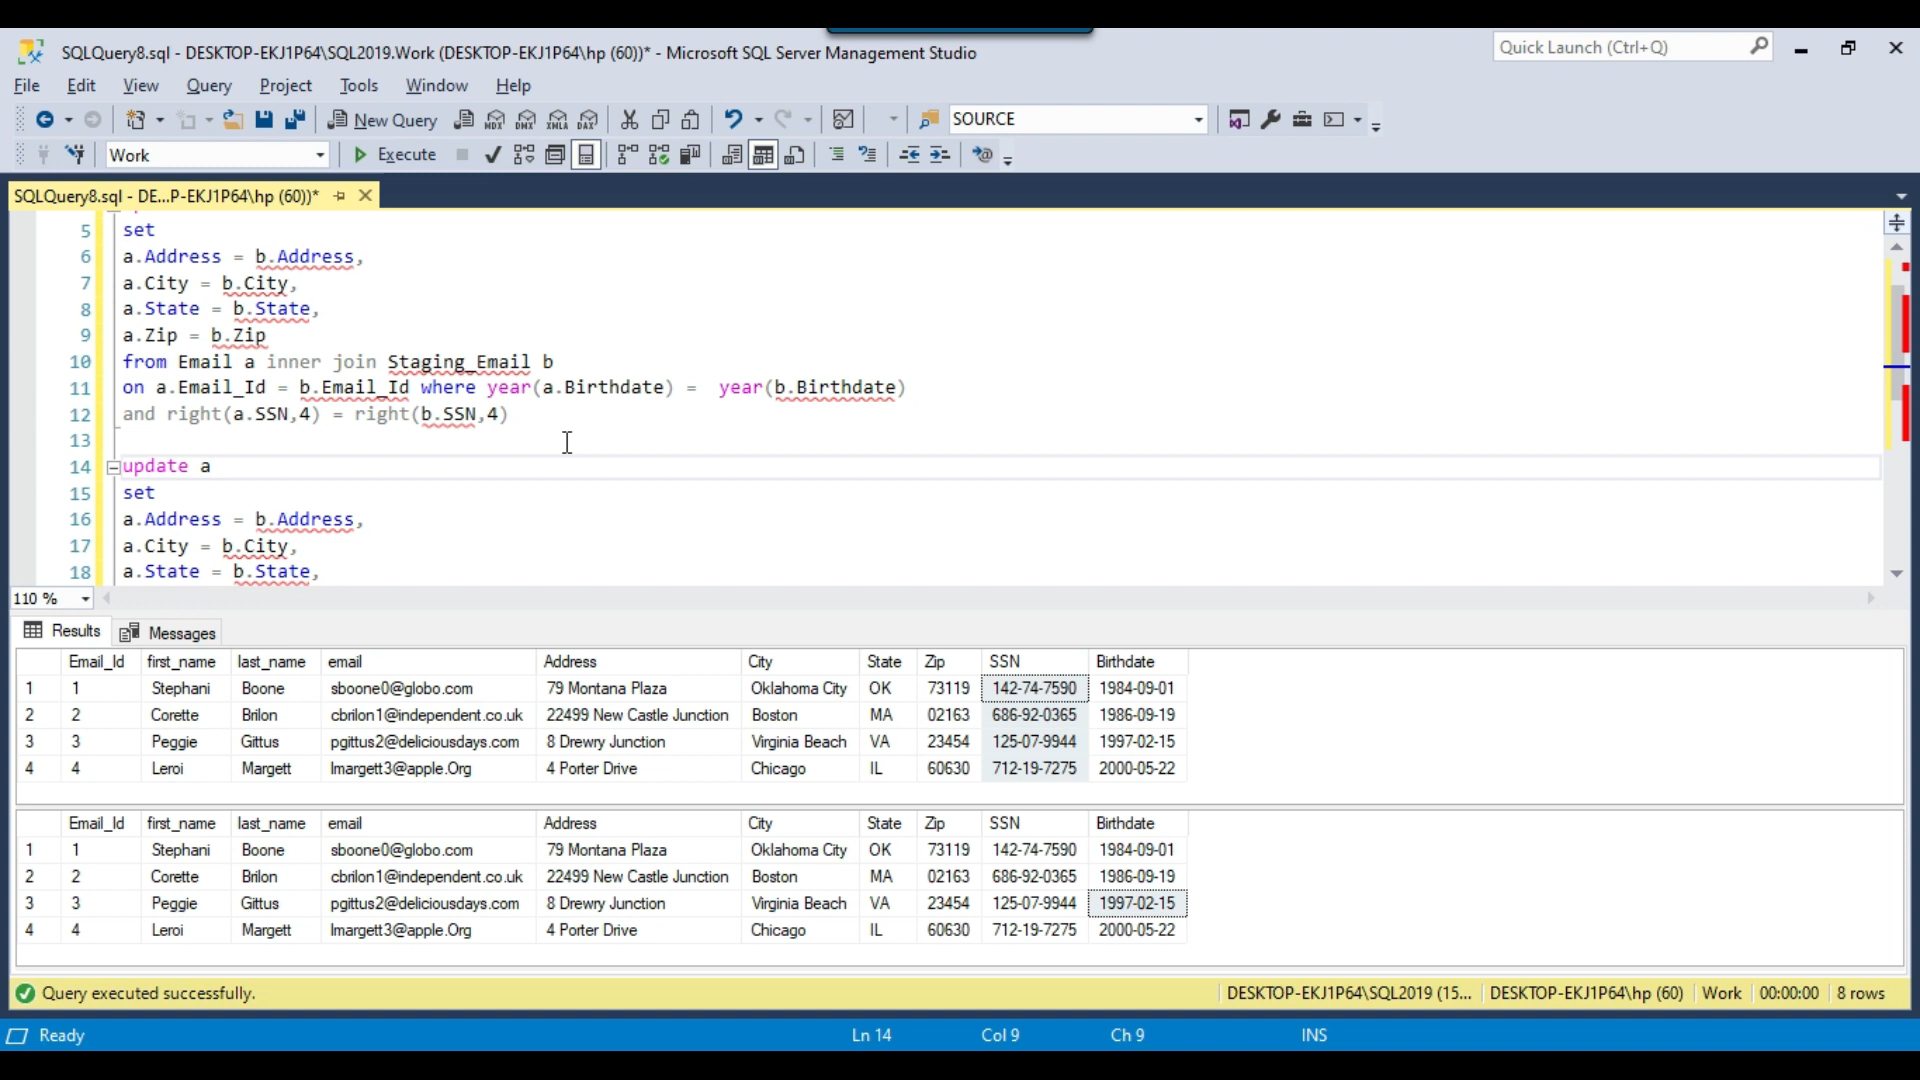 SQLQuery8.sql - DESKTOP-EKJ1P64\SQL2019.Work (DESKTOP-EKJ1P64\hp (60))* - Microsoft SQL Server Management Studio
Quick Launch (Ctrl+Q)
File Edit View Query Project Tools Window Help
New Query MDX DMX XMLA DAX SOURCE
Work Execute
SQLQuery8.sql - DE...P-EKJ1P64\hp (60))*
5 set
6 a.Address = b.Address,
7 a.City = b.City,
8 a.State = b.State,
9 a.Zip = b.Zip
10 from Email a inner join Staging_Email b
11 on a.Email_Id = b.Email_Id where year(a.Birthdate) =  year(b.Birthdate)
12 and right(a.SSN,4) = right(b.SSN,4)
13
14 update a
15 set
16 a.Address = b.Address,
17 a.City = b.City,
18 a.State = b.State,
110 %
Results Messages
Email_Id first_name last_name email Address City State Zip SSN Birthdate
1 1 Stephani Boone sboone0@globo.com 79 Montana Plaza Oklahoma City OK 73119 142-74-7590 1984-09-01
2 2 Corette Brilon cbrilon1@independent.co.uk 22499 New Castle Junction Boston MA 02163 686-92-0365 1986-09-19
3 3 Peggie Gittus pgittus2@deliciousdays.com 8 Drewry Junction Virginia Beach VA 23454 125-07-9944 1997-02-15
4 4 Leroi Margett lmargett3@apple.Org 4 Porter Drive Chicago IL 60630 712-19-7275 2000-05-22
Email_Id first_name last_name email Address City State Zip SSN Birthdate
1 1 Stephani Boone sboone0@globo.com 79 Montana Plaza Oklahoma City OK 73119 142-74-7590 1984-09-01
2 2 Corette Brilon cbrilon1@independent.co.uk 22499 New Castle Junction Boston MA 02163 686-92-0365 1986-09-19
3 3 Peggie Gittus pgittus2@deliciousdays.com 8 Drewry Junction Virginia Beach VA 23454 125-07-9944 1997-02-15
4 4 Leroi Margett lmargett3@apple.Org 4 Porter Drive Chicago IL 60630 712-19-7275 2000-05-22
Query executed successfully. DESKTOP-EKJ1P64\SQL2019 (15... DESKTOP-EKJ1P64\hp (60) Work 00:00:00 8 rows
Ready Ln 14 Col 9 Ch 9 INS